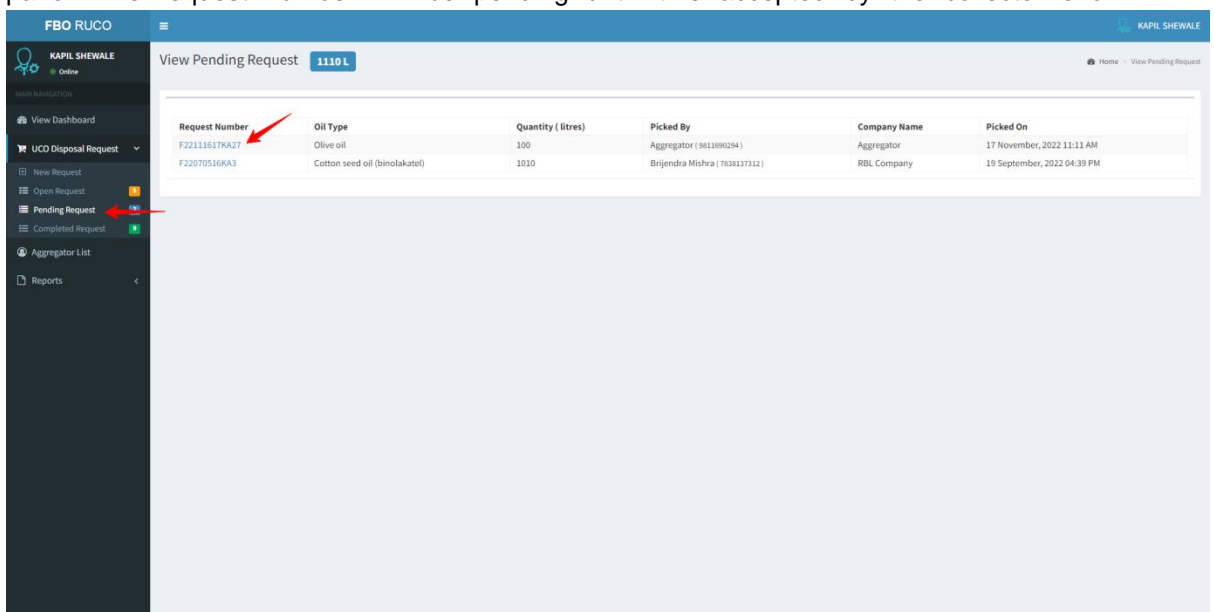 FBO RUCO
KAPIL SHEWALE
KAPIL SHEWALE
Online
View Pending Request 1110 L
Home - View Pending Request
MAIN NAVIGATION
View Dashboard
UCO Disposal Request
New Request
Open Request
Pending Request
Completed Request
Aggregator List
Reports
Request Number Oil Type Quantity ( litres) Picked By Company Name Picked On
F22111617KA27 Olive oil 100 Aggregator ( 9811690294 ) Aggregator 17 November, 2022 11:11 AM
F22070516KA3 Cotton seed oil (binolakatel) 1010 Brijendra Mishra ( 7838137312 ) RBL Company 19 September, 2022 04:39 PM